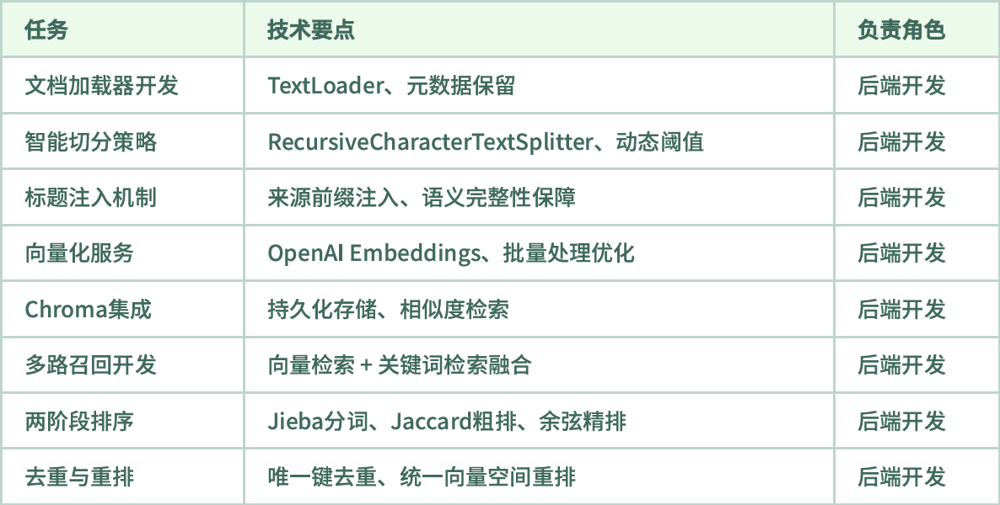 任务 技术要点 负责角色
文档加载器开发 TextLoader、元数据保留 后端开发
智能切分策略 RecursiveCharacterTextSplitter、动态阈值 后端开发
标题注入机制 来源前缀注入、语义完整性保障 后端开发
向量化服务 OpenAI Embeddings、批量处理优化 后端开发
Chroma集成 持久化存储、相似度检索 后端开发
多路召回开发 向量检索 + 关键词检索融合 后端开发
两阶段排序 Jieba分词、Jaccard粗排、余弦精排 后端开发
去重与重排 唯一键去重、统一向量空间重排 后端开发